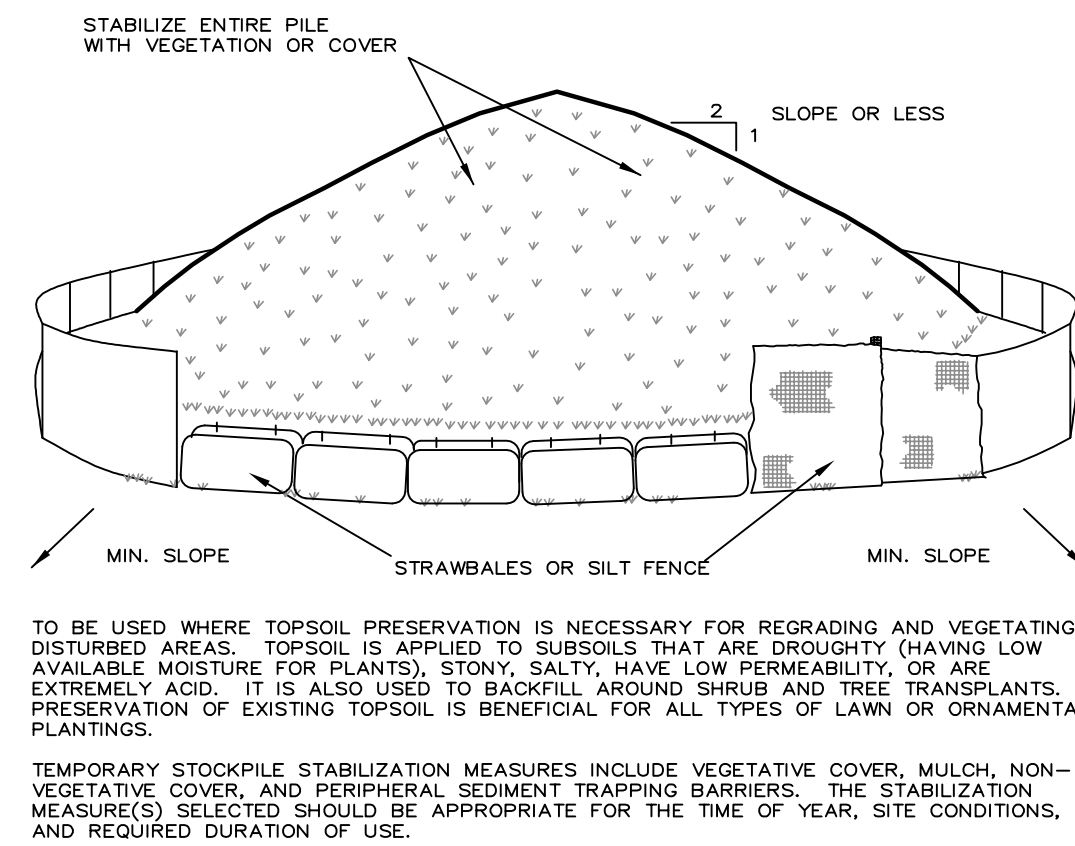 STABILIZE ENTIRE PILE
WITH VEGETATION OR COVER
2
SLOPE OR LESS
1
MIN. SLOPE
STRAWBALES OR SILT FENCE
MIN. SLOPE
TO BE USED WHERE TOPSOIL PRESERVATION IS NECESSARY FOR REGRADING AND VEGETATING
DISTURBED AREAS. TOPSOIL IS APPLIED TO SUBSOILS THAT ARE DROUGHTY (HAVING LOW
AVAILABLE MOISTURE FOR PLANTS), STONY, SALTY, HAVE LOW PERMEABILITY, OR ARE
EXTREMELY ACID. IT IS ALSO USED TO BACKFILL AROUND SHRUB AND TREE TRANSPLANTS.
PRESERVATION OF EXISTING TOPSOIL IS BENEFICIAL FOR ALL TYPES OF LAWN OR ORNAMENTA
PLANTINGS.
TEMPORARY STOCKPILE STABILIZATION MEASURES INCLUDE VEGETATIVE COVER, MULCH, NON-
VEGETATIVE COVER, AND PERIPHERAL SEDIMENT TRAPPING BARRIERS. THE STABILIZATION
MEASURE(S) SELECTED SHOULD BE APPROPRIATE FOR THE TIME OF YEAR, SITE CONDITIONS,
AND REQUIRED DURATION OF USE.